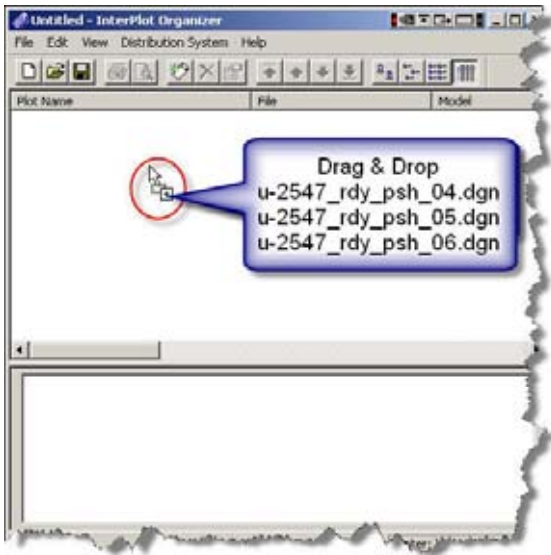 Untitled - InterPlot Organizer
File Edit View Distribution System Help
Plot Name File Model
Drag & Drop
u-2547_rdy_psh_04.dgn
u-2547_rdy_psh_05.dgn
u-2547_rdy_psh_06.dgn